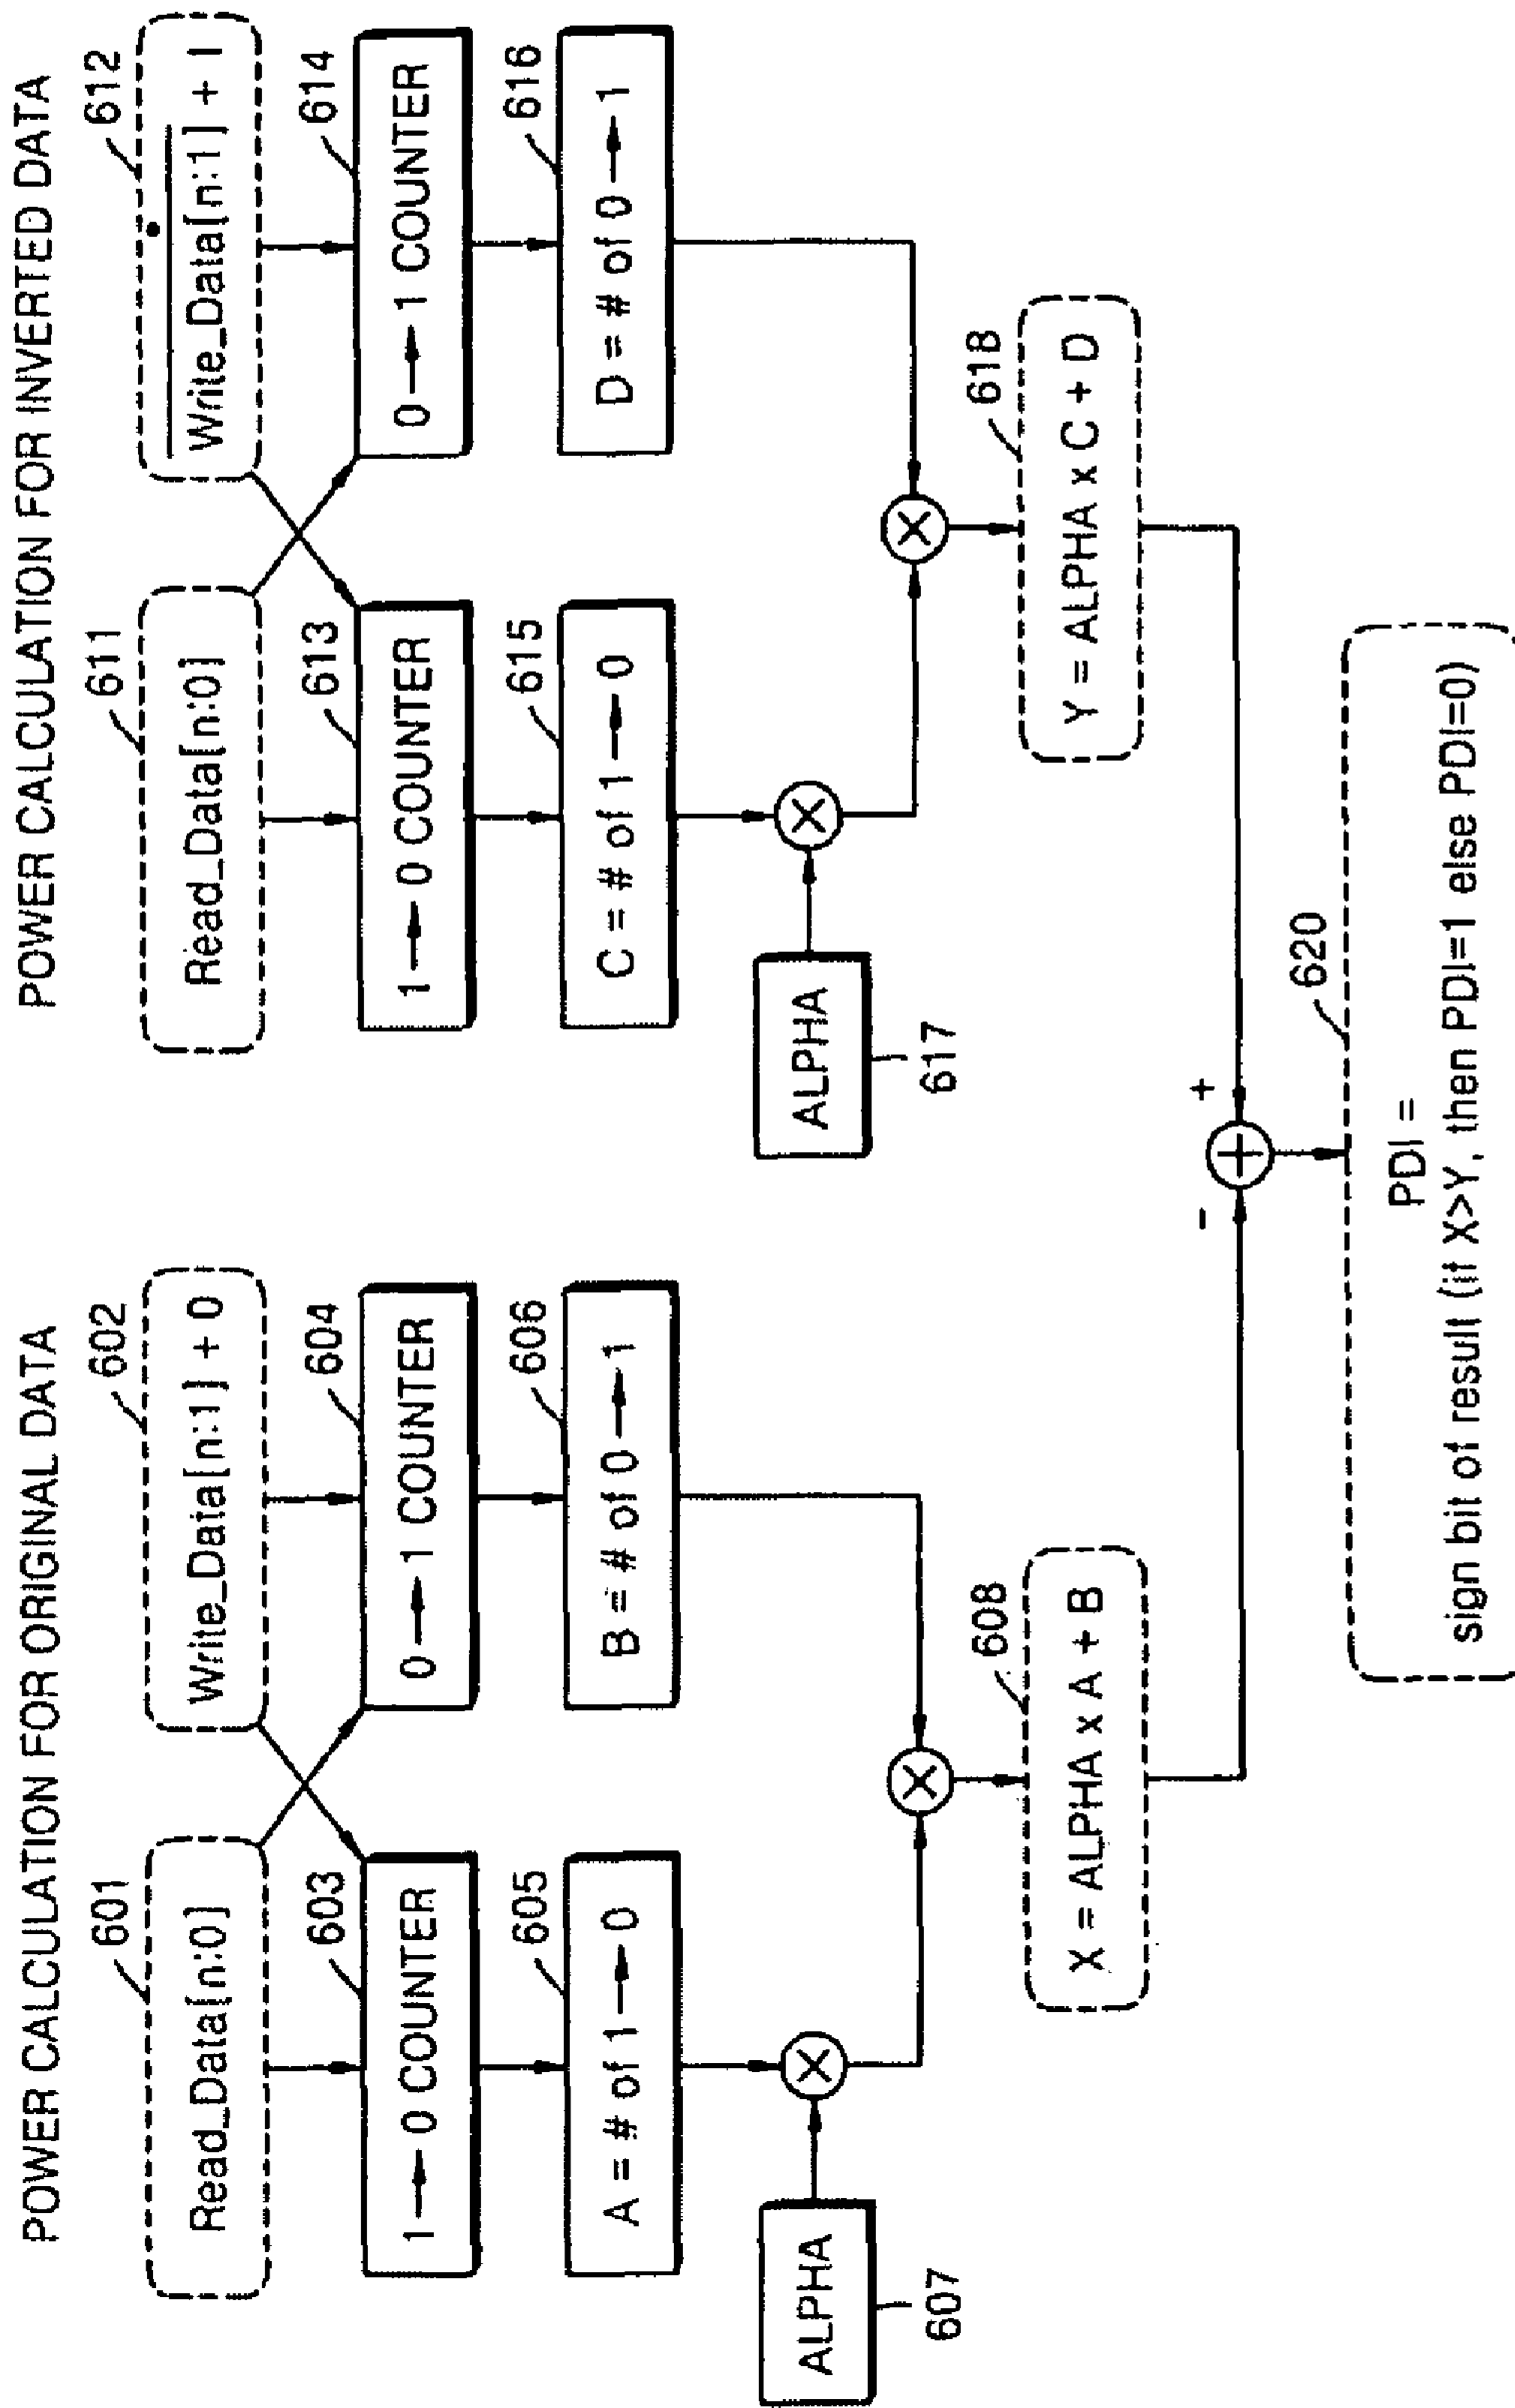 POWER CALCULATION FOR ORIGINAL DATA
601
Read_Data[n:0]
602
Write_Data[n:1] + 0
603
1→0 COUNTER
604
0→1 COUNTER
605
A = # of 1→0
606
B = # of 0→1
ALPHA
607
608
X = ALPHA x A + B
POWER CALCULATION FOR INVERTED DATA
611
Read_Data[n:0]
612
Write_Data[n:1] + 1
613
1→0 COUNTER
614
0→1 COUNTER
615
C = # of 1→0
616
D = # of 0→1
ALPHA
617
618
Y = ALPHA x C + D
-
+
620
PDI =
sign bit of result (if X>Y, then PDI=1 else PDI=0)